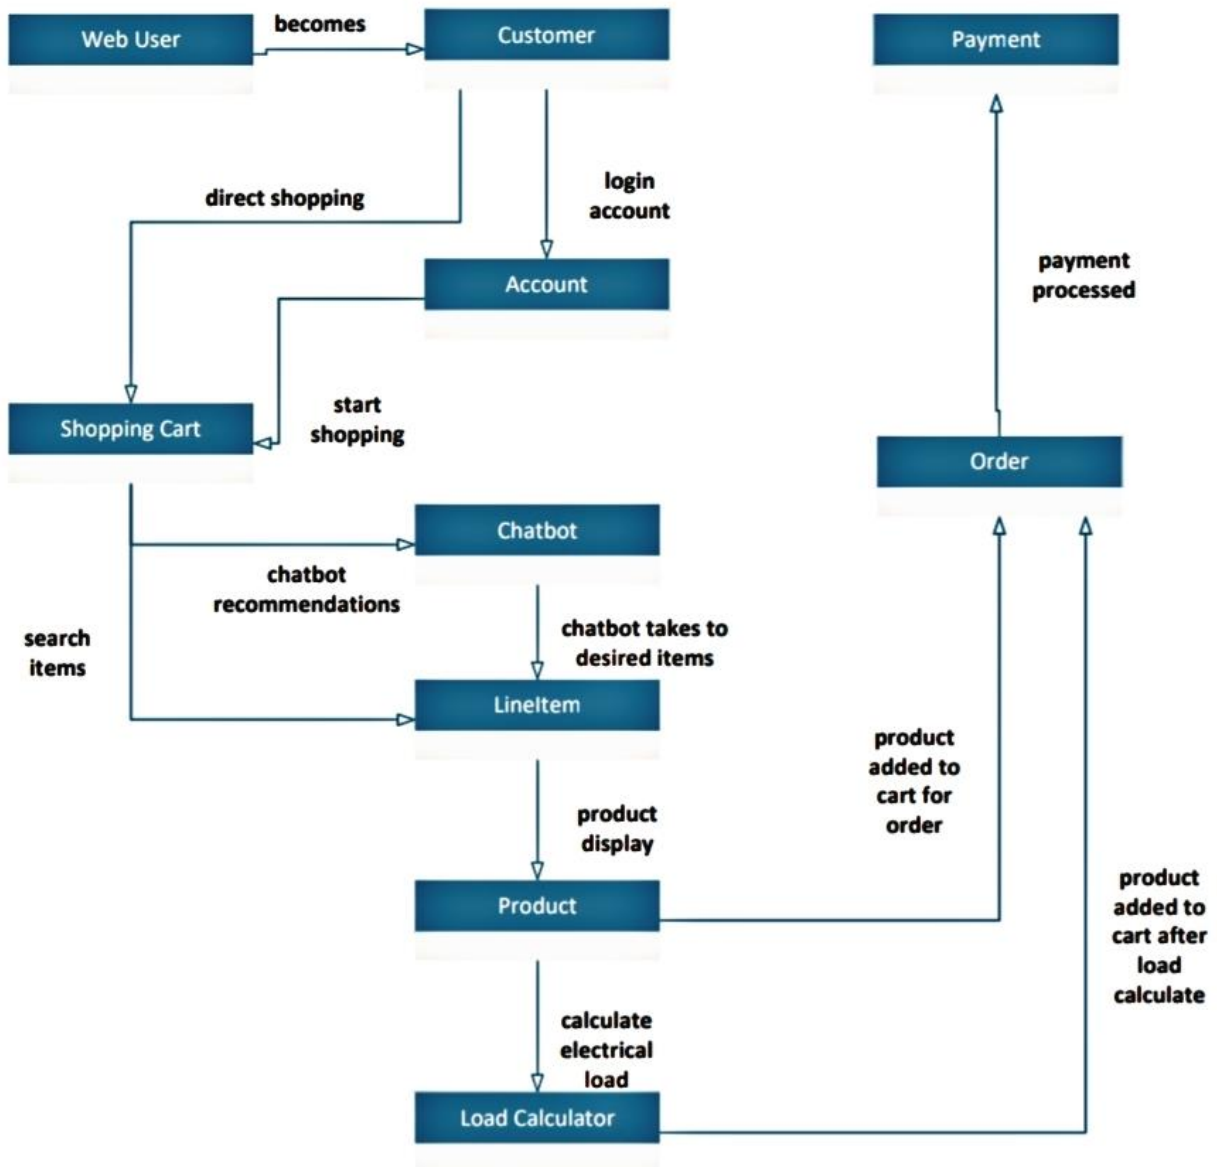 Web User
becomes
Customer
Payment
direct shopping
login
account
payment
processed
Account
start
shopping
Shopping Cart
Order
Chatbot
chatbot
recommendations
search
items
chatbot takes to
desired items
LineItem
product
added to
cart for
order
product
display
Product
product
added to
cart after
load
calculate
calculate
electrical
load
Load Calculator